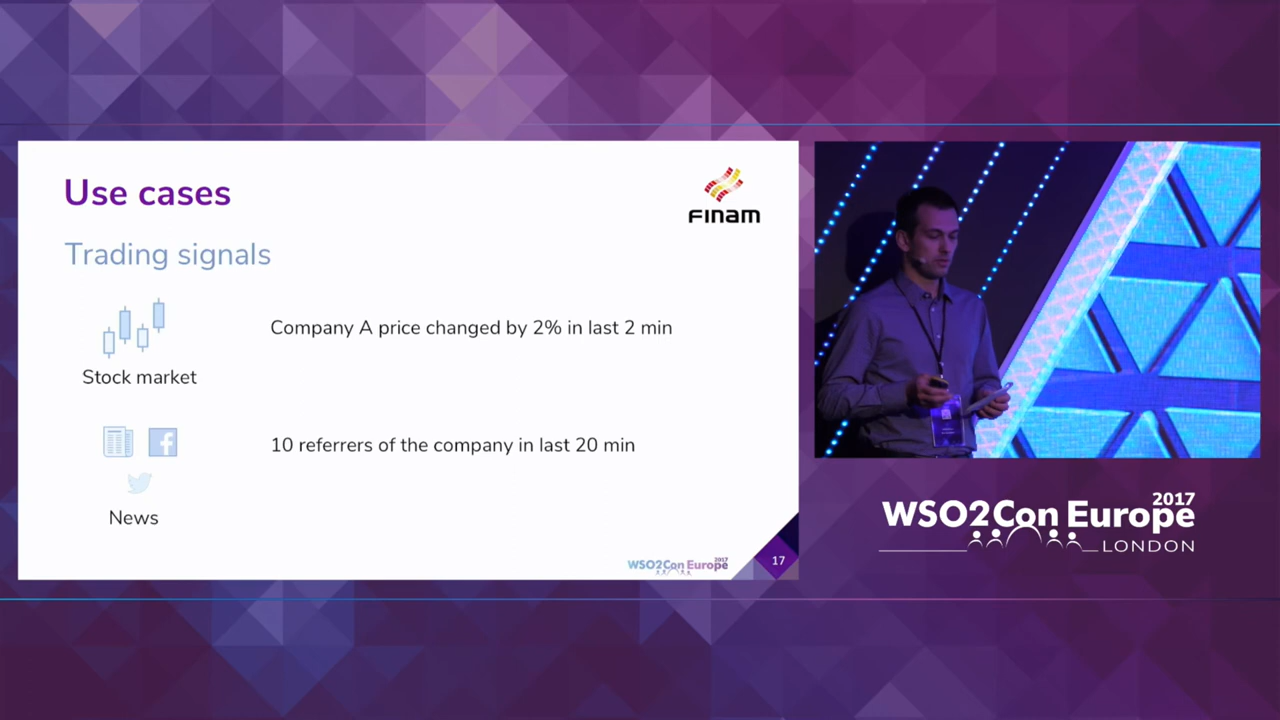 Use cases
FINAM
Trading signals
Company A price changed by 2% in last 2 min
Stock market
10 referrers of the company in last 20 min
News
WSO2Con Europe 2017
17
WSO2Con Europe 2017
LONDON